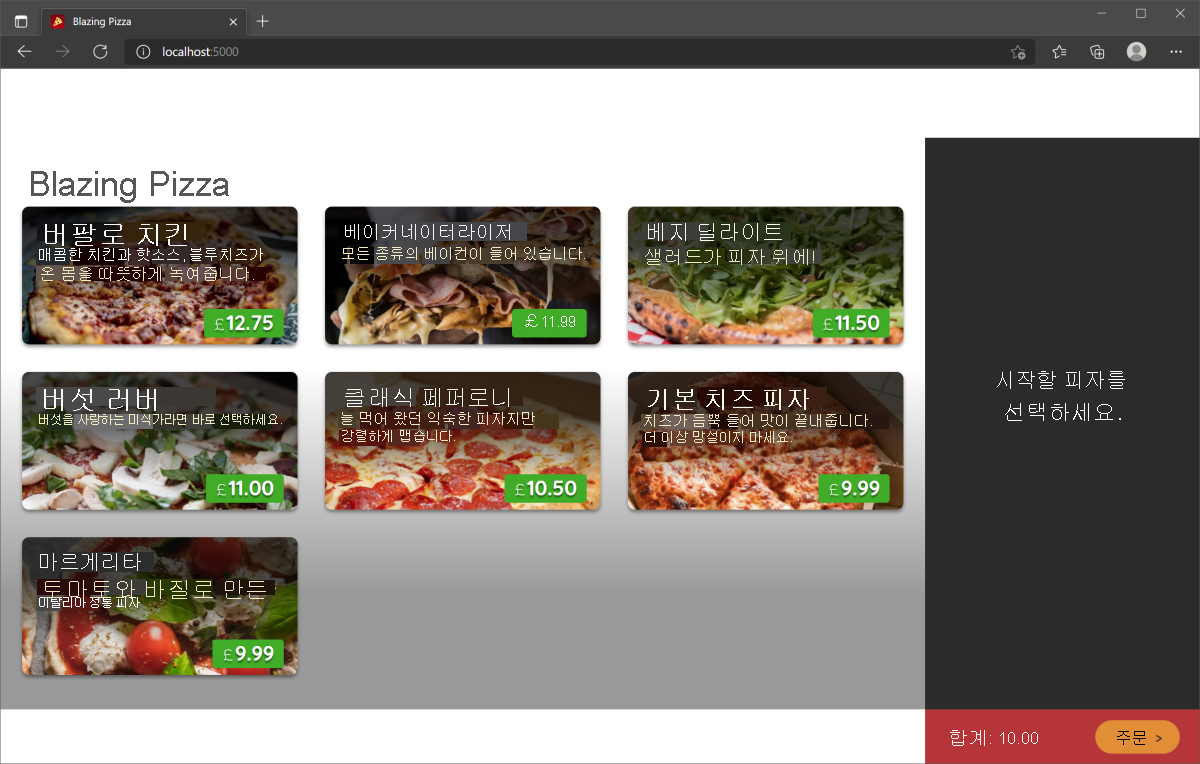 Blazing Pizza
localhost:5000
Blazing Pizza
버팔로 치킨
매콤한 치킨과 핫소스, 블루치즈가
온 몸을 따뜻하게 녹여줍니다.
£12.75
베이커네이터라이저
모든 종류의 베이컨이 들어 있습니다.
£ 11.99
베지 딜라이트
샐러드가 피자 위에!
£11.50
버섯 러버
버섯을 사랑하는 미식가라면 바로 선택하세요.
£11.00
클래식 페퍼로니
늘 먹어 왔던 익숙한 피자지만
강렬하게 맵습니다.
£10.50
기본 치즈 피자
치즈가 듬뿍 들어 맛이 끝내줍니다.
더 이상 망설이지 마세요.
£9.99
마르게리타
토마토와 바질로 만든
이탈리아 정통 피자
£9.99
시작할 피자를
선택하세요.
합계: 10.00
주문 >